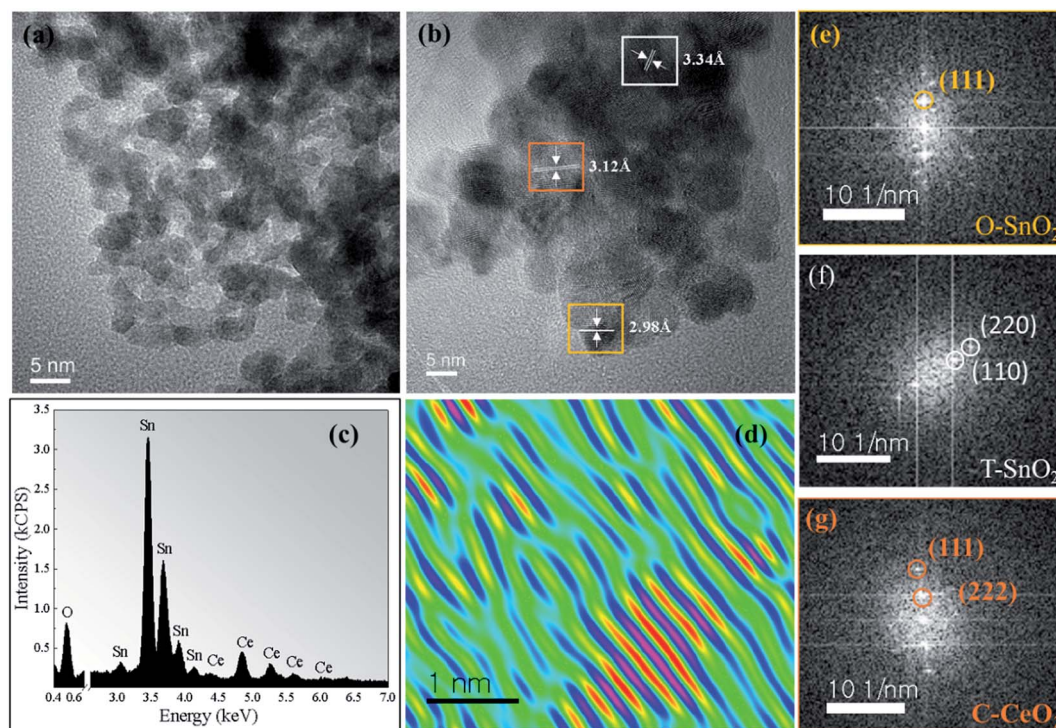 (a)
5 nm
(b)
3.34Å
3.12Å
2.98Å
5 nm
(c)
3.5
3.0
2.5
2.0
1.5
1.0
0.5
Intensity (kCPS)
O
Sn
Sn
Sn
Sn
Sn
Ce
Ce
Ce
Ce
Ce
0.4 0.6 3.0 3.5 4.0 4.5 5.0 5.5 6.0 6.5 7.0
Energy (keV)
(d)
1 nm
(e)
(111)
10 1/nm
O-SnO2
(f)
(220)
(110)
10 1/nm
T-SnO2
(g)
(111)
(222)
10 1/nm
C-CeO